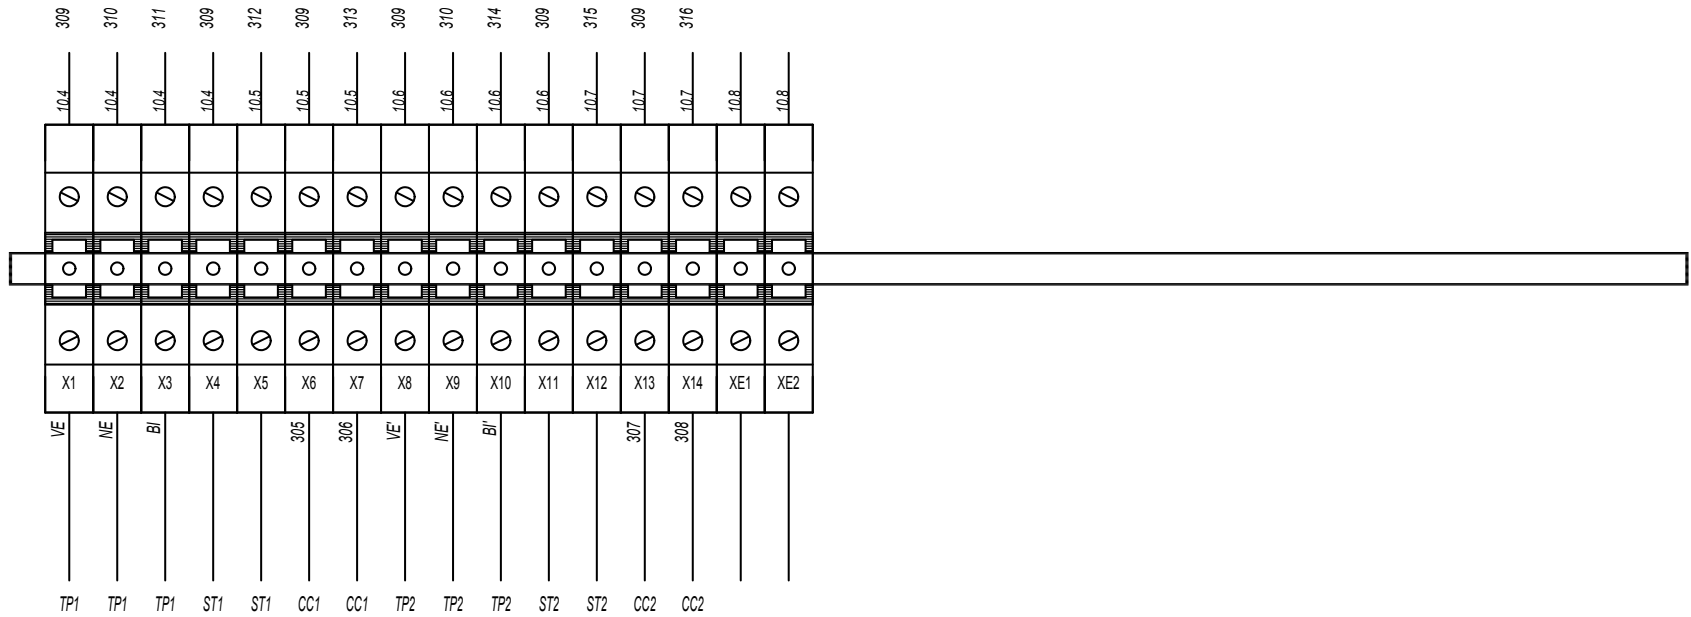 309 310 311 309 312 309 313 309 310 314 309 315 309 316
10.4 10.4 10.4 10.4 10.5 10.5 10.5 10.6 10.6 10.6 10.6 10.7 10.7 10.7 10.8 10.8
X1 X2 X3 X4 X5 X6 X7 X8 X9 X10 X11 X12 X13 X14 XE1 XE2
VE NE BI 305 306 VE' NE' BI' 307 308
TP1 TP1 TP1 ST1 ST1 CC1 CC1 TP2 TP2 TP2 ST2 ST2 CC2 CC2